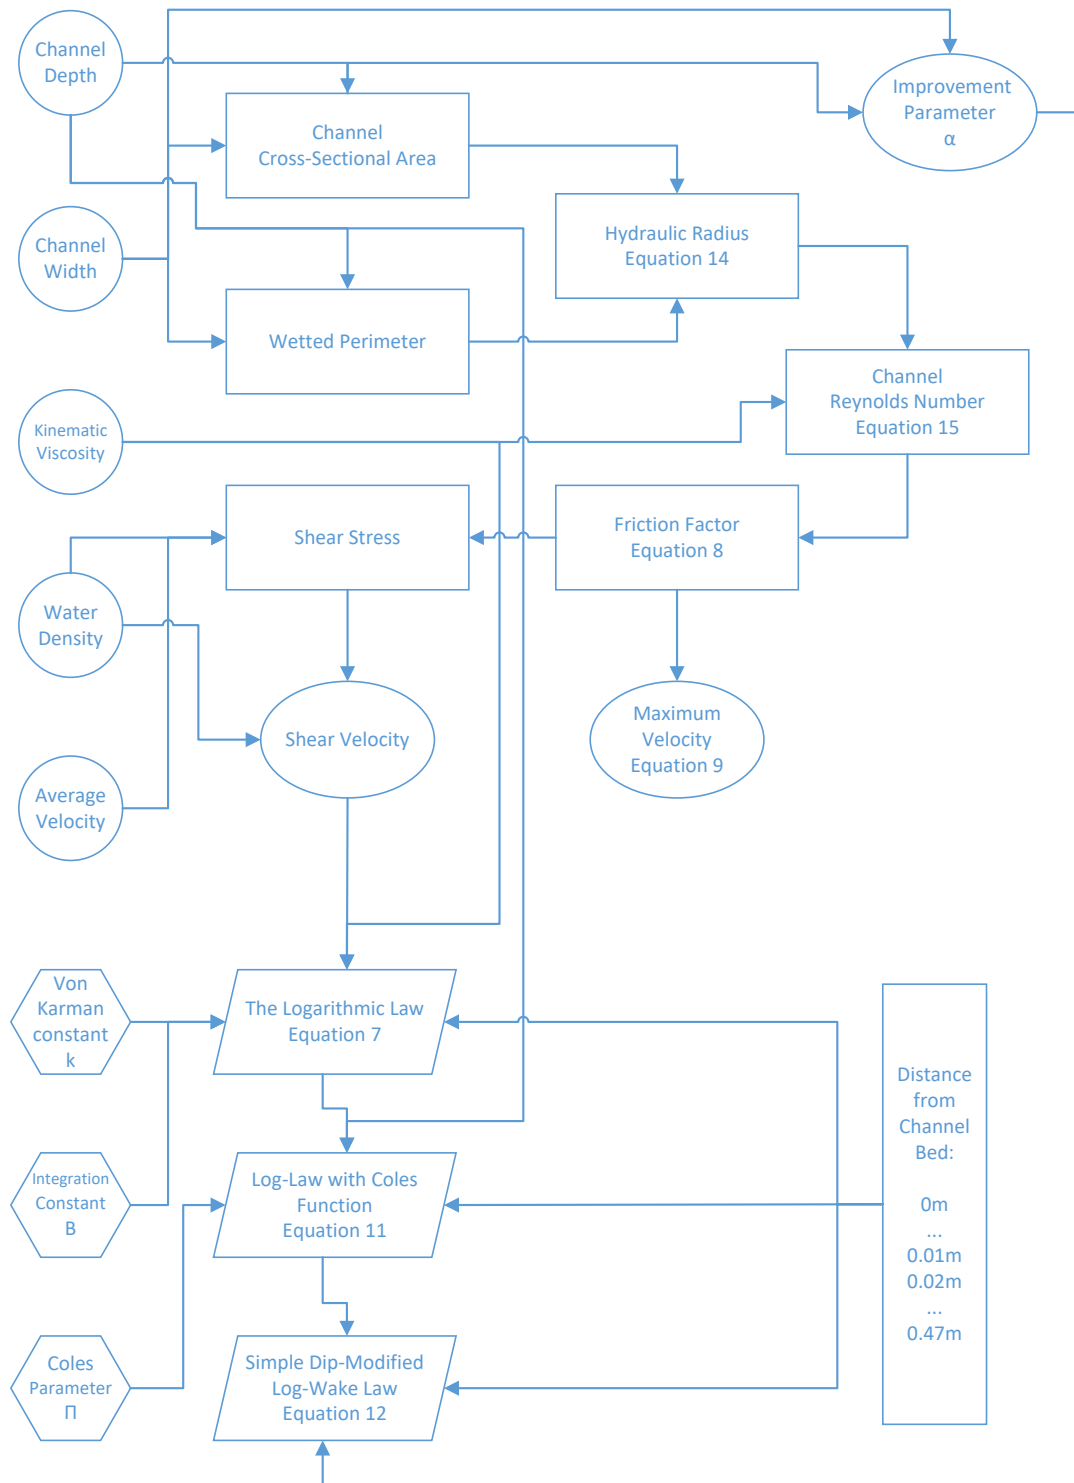 Channel
Depth
Improvement
Parameter
α
Channel
Cross-Sectional Area
Channel
Width
Hydraulic Radius
Equation 14
Wetted Perimeter
Channel
Reynolds Number
Equation 15
Kinematic
Viscosity
Shear Stress
Friction Factor
Equation 8
Water
Density
Shear Velocity
Maximum
Velocity
Equation 9
Average
Velocity
Von
Karman
constant
k
The Logarithmic Law
Equation 7
Distance
from
Channel
Bed:
0m
...
0.01m
0.02m
...
0.47m
Integration
Constant
B
Log-Law with Coles
Function
Equation 11
Coles
Parameter
Π
Simple Dip-Modified
Log-Wake Law
Equation 12